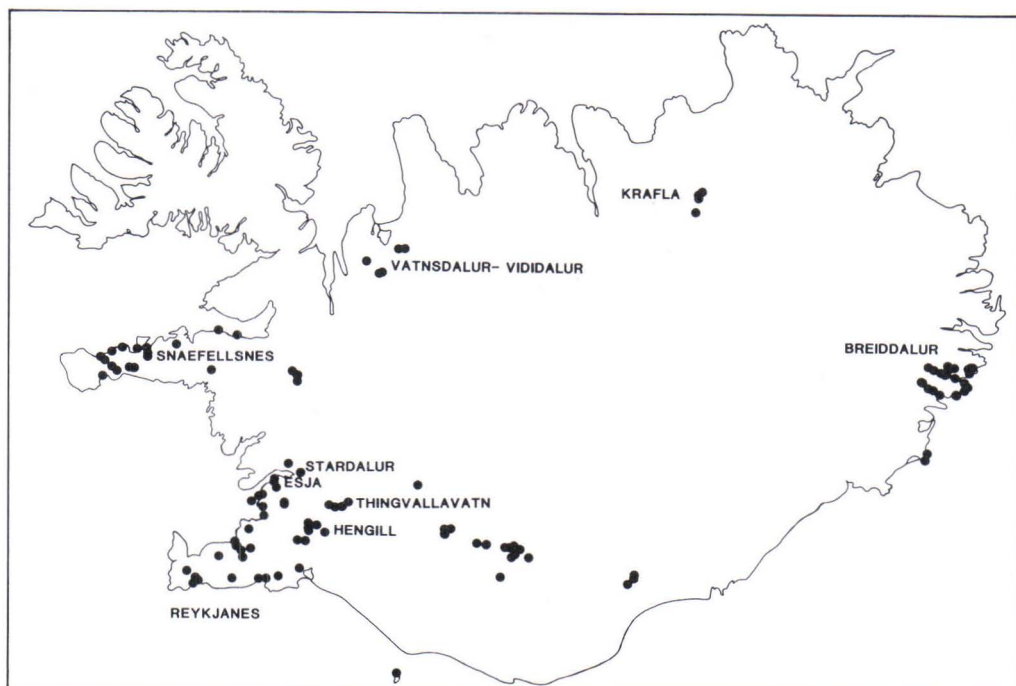 KRAFLA
VATNSDALUR- VIDIDALUR
SNAEFELLSNES
BREIDDALUR
STARDALUR
ESJA
THINGVALLAVATN
HENGILL
REYKJANES